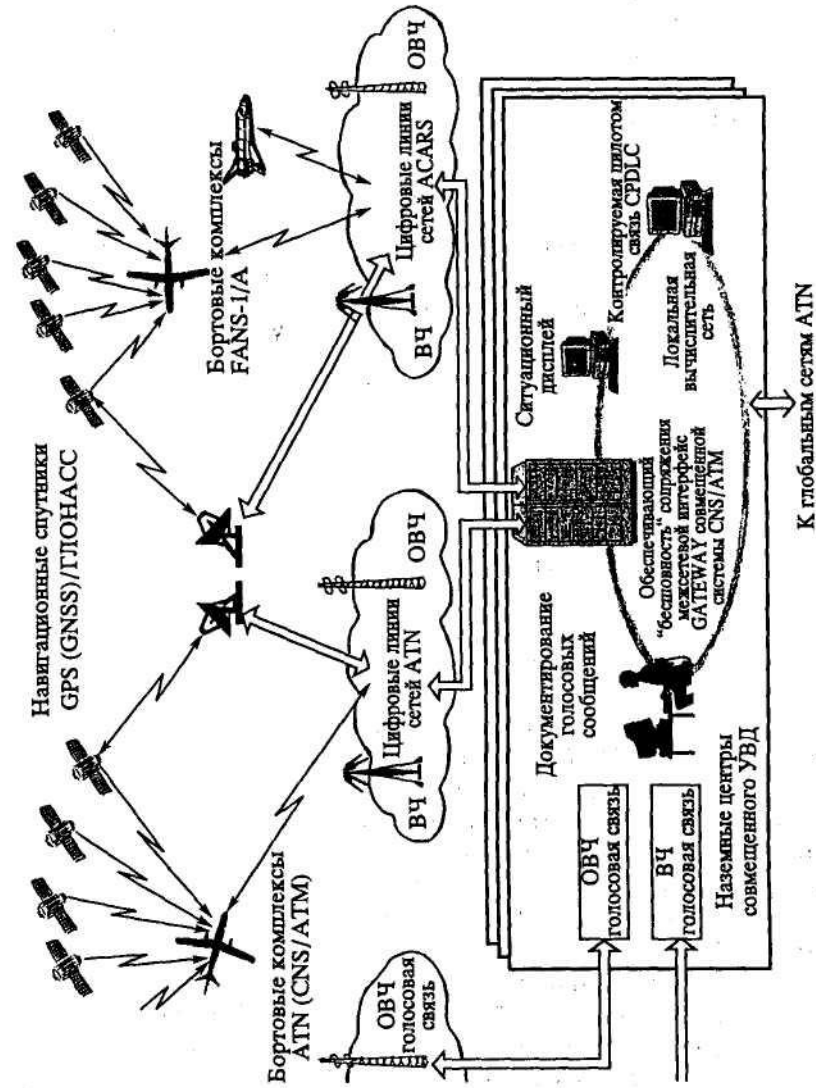 Навигационные спутники
GPS (GNSS)/ГЛОНАСС
Бортовые комплексы
ATN (CNS/ATM)
Бортовые комплексы
FANS-1/A
ОВЧ
голосовая
связь
ВЧ
Цифровые линии
сетей ATN
ОВЧ
ВЧ
Цифровые линии
сетей ACARS
ОВЧ
ОВЧ
голосовая связь
ВЧ
голосовая связь
Наземные центры
совмещенного УВД
Документирование
голосовых
сообщений
Обеспечивающий
“бесшовность“ сопряжения
межсетевой интерфейс
GATEWAY совмещенной
системы CNS/ATM
Ситуационный
дисплей
Контролируемая пилотом
связь CPDLC
Локальная
вычислительная
сеть
К глобальным сетям ATN